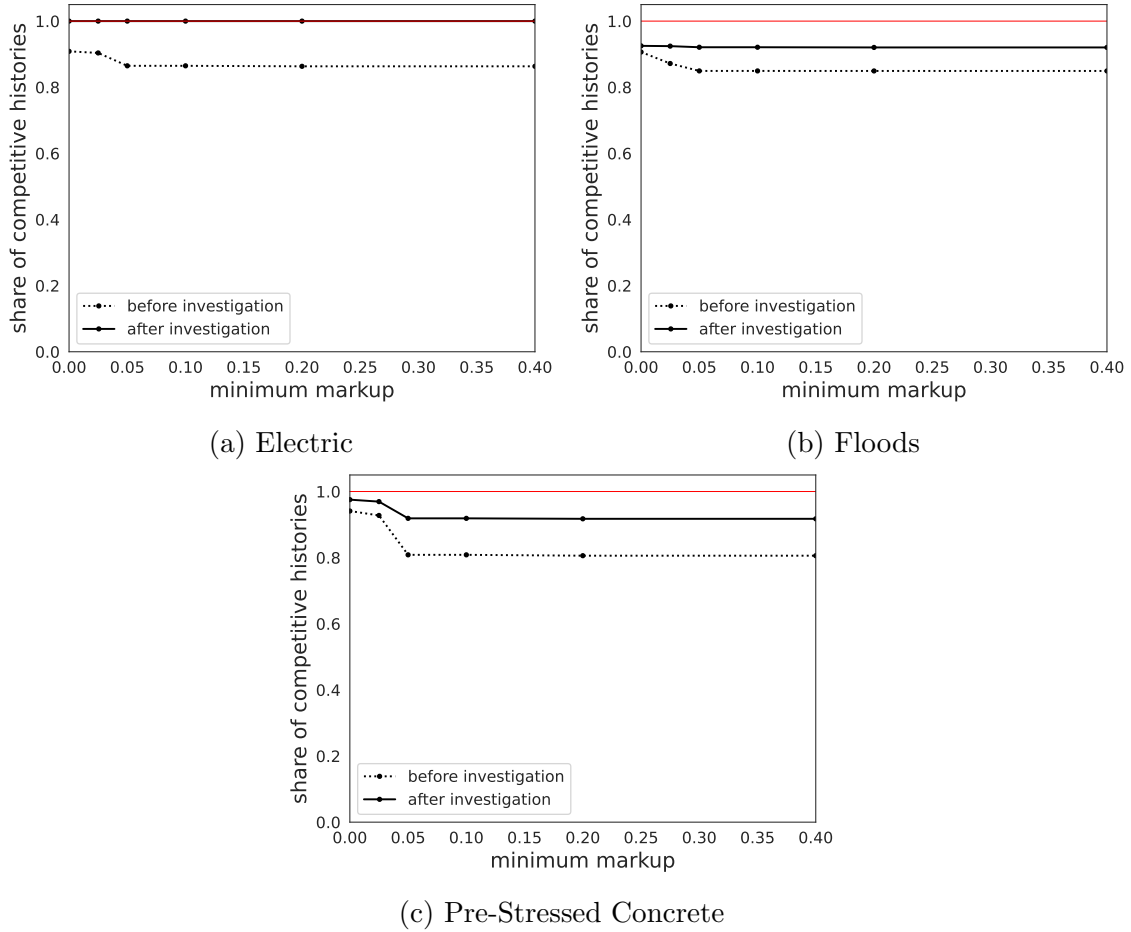 share of competitive histories
1.0
0.8
0.6
0.4
0.2
0.0
before investigation
after investigation
0.00 0.05 0.10 0.15 0.20 0.25 0.30 0.35 0.40
minimum markup
(a) Electric
share of competitive histories
1.0
0.8
0.6
0.4
0.2
0.0
before investigation
after investigation
0.00 0.05 0.10 0.15 0.20 0.25 0.30 0.35 0.40
minimum markup
(b) Floods
share of competitive histories
1.0
0.8
0.6
0.4
0.2
0.0
before investigation
after investigation
0.00 0.05 0.10 0.15 0.20 0.25 0.30 0.35 0.40
minimum markup
(c) Pre-Stressed Concrete